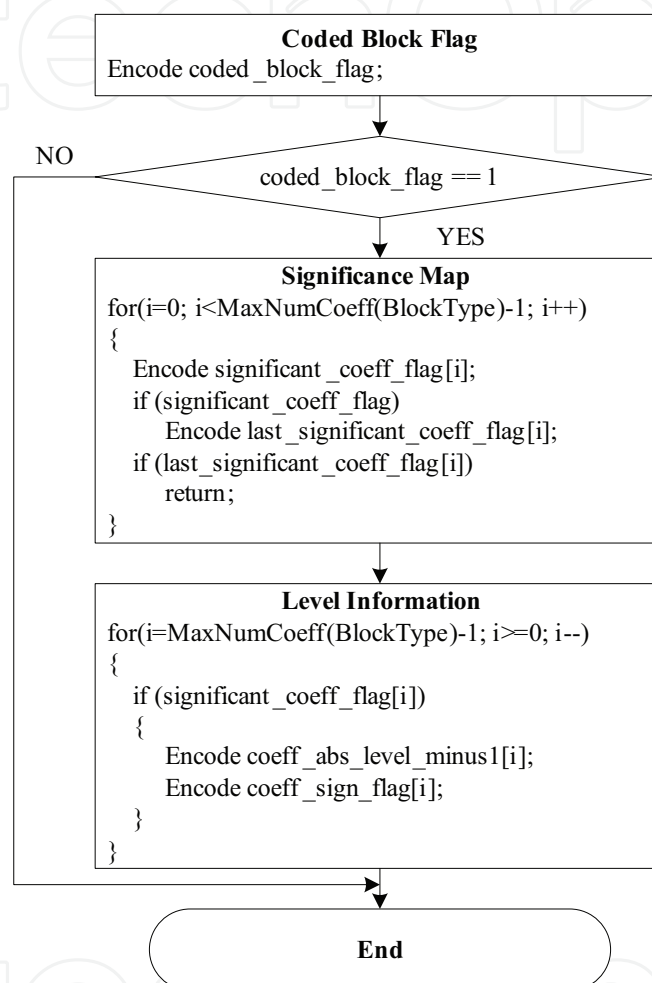 Coded Block Flag
Encode coded_block_flag;
coded_block_flag == 1
NO
YES
Significance Map
for(i=0; i<MaxNumCoeff(BlockType)-1; i++)
{
Encode significant_coeff_flag[i];
if (significant_coeff_flag)
Encode last_significant_coeff_flag[i];
if (last_significant_coeff_flag[i])
return;
}
Level Information
for(i=MaxNumCoeff(BlockType)-1; i>=0; i--)
{
if (significant_coeff_flag[i])
{
Encode coeff_abs_level_minus1[i];
Encode coeff_sign_flag[i];
}
}
End